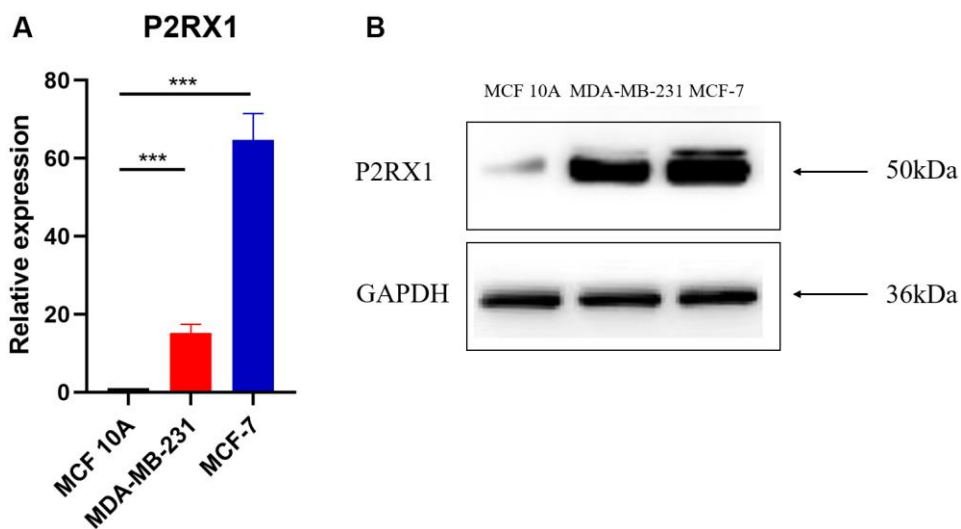 A
P2RX1
Relative expression
80
60
40
20
0
***
***
MCF 10A
MDA-MB-231
MCF-7
B
MCF 10A MDA-MB-231 MCF-7
P2RX1
50kDa
GAPDH
36kDa